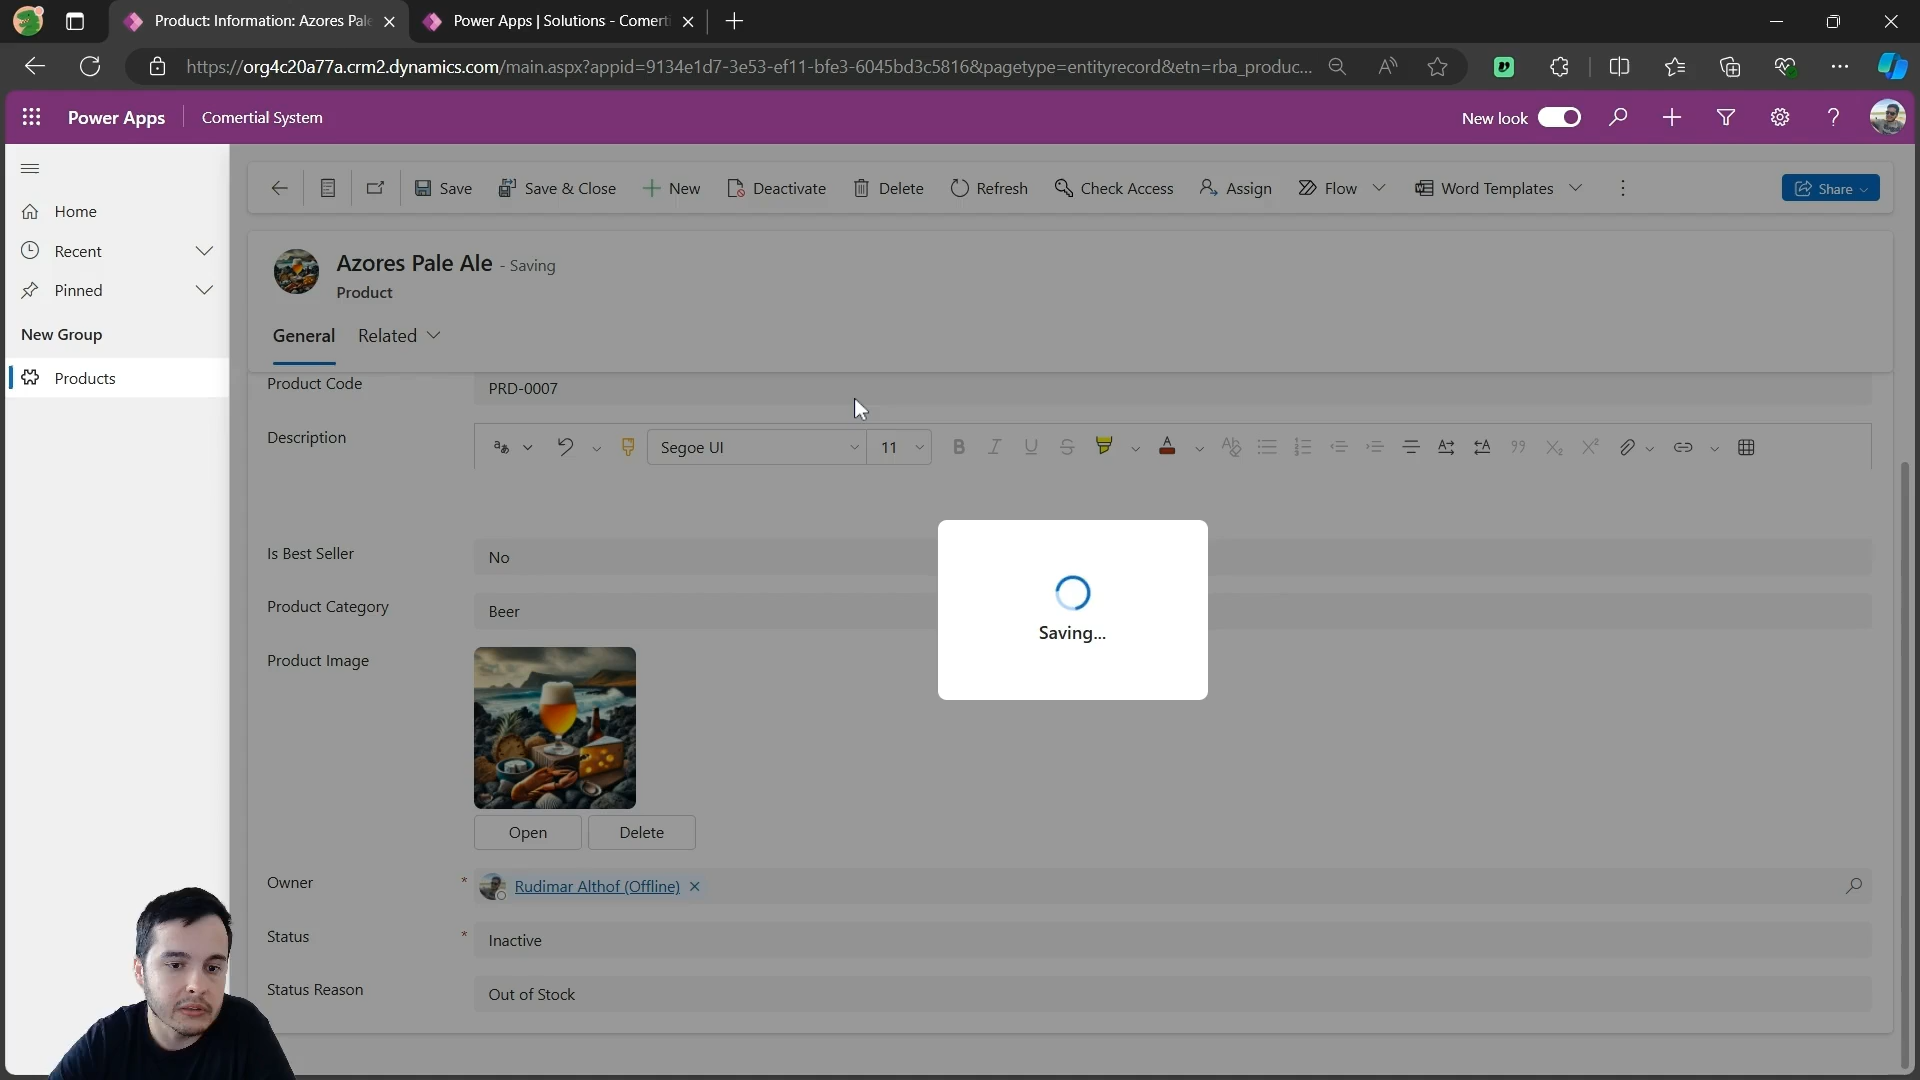 Product: Information: Azores Pale
Power Apps | Solutions - Comerti
https://org4c20a77a.crm2.dynamics.com/main.aspx?appid=9134e1d7-3e53-ef11-bfe3-6045bd3c5816&pagetype=entityrecord&etn=rba_produc...
Power Apps
Comertial System
New look
Save
Save & Close
New
Deactivate
Delete
Refresh
Check Access
Assign
Flow
Word Templates
Share
Home
Recent
Pinned
New Group
Products
Azores Pale Ale - Saving
Product
General
Related
Product Code
PRD-0007
Description
Segoe UI
11
Is Best Seller
No
Product Category
Beer
Product Image
Open
Delete
Saving...
Owner
*
Rudimar Althof (Offline)
Status
*
Inactive
Status Reason
Out of Stock